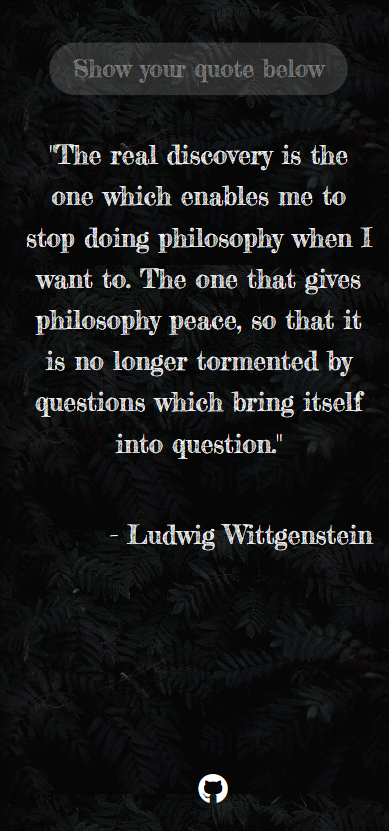 Show your quote below
"The real discovery is the
one which enables me to
stop doing philosophy when I
want to. The one that gives
philosophy peace, so that it
is no longer tormented by
questions which bring itself
into question."
- Ludwig Wittgenstein